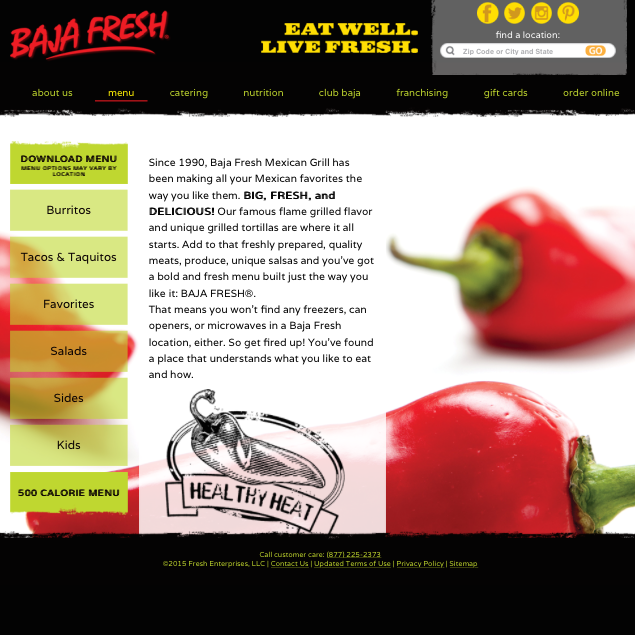 BAJA FRESH
EAT WELL.
LIVE FRESH.
find a location:
Zip Code or City and State
GO
about us
menu
catering
nutrition
club baja
franchising
gift cards
order online
DOWNLOAD MENU
MENU OPTIONS MAY VARY BY
LOCATION
Burritos
Tacos & Taquitos
Favorites
Salads
Sides
Kids
500 CALORIE MENU
Since 1990, Baja Fresh Mexican Grill has
been making all your Mexican favorites the
way you like them. BIG, FRESH, and
DELICIOUS! Our famous flame grilled flavor
and unique grilled tortillas are where it all
starts. Add to that freshly prepared, quality
meats, produce, unique salsas and you've got
a bold and fresh menu built just the way you
like it: BAJA FRESH®.
That means you won't find any freezers, can
openers, or microwaves in a Baja Fresh
location, either. So get fired up! You've found
a place that understands what you like to eat
and how.
HEALTHY HEAT
Call customer care: (877) 225-2373
©2015 Fresh Enterprises, LLC | Contact Us | Updated Terms of Use | Privacy Policy | Sitemap